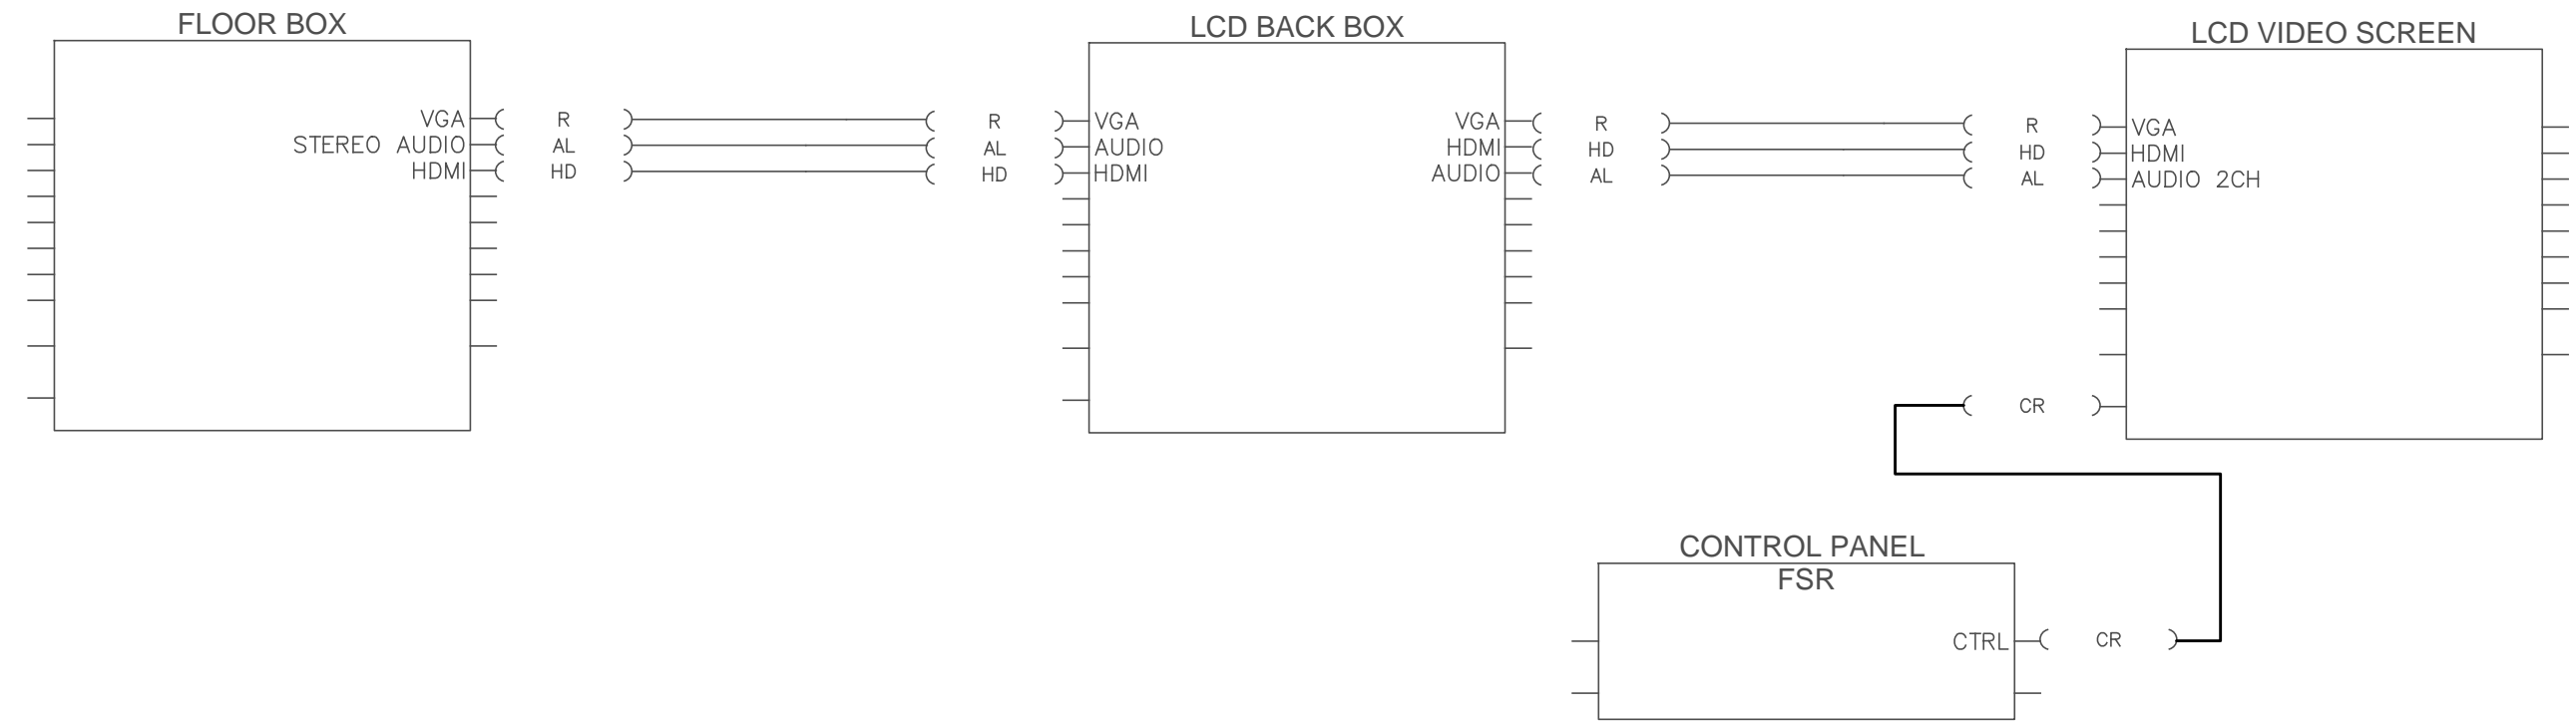 FLOOR BOX
VGA
STEREO AUDIO
HDMI
R
AL
HD
R
AL
HD
LCD BACK BOX
VGA
AUDIO
HDMI
VGA
HDMI
AUDIO
R
HD
AL
R
HD
AL
LCD VIDEO SCREEN
VGA
HDMI
AUDIO 2CH
CR
CONTROL PANEL
FSR
CTRL
CR